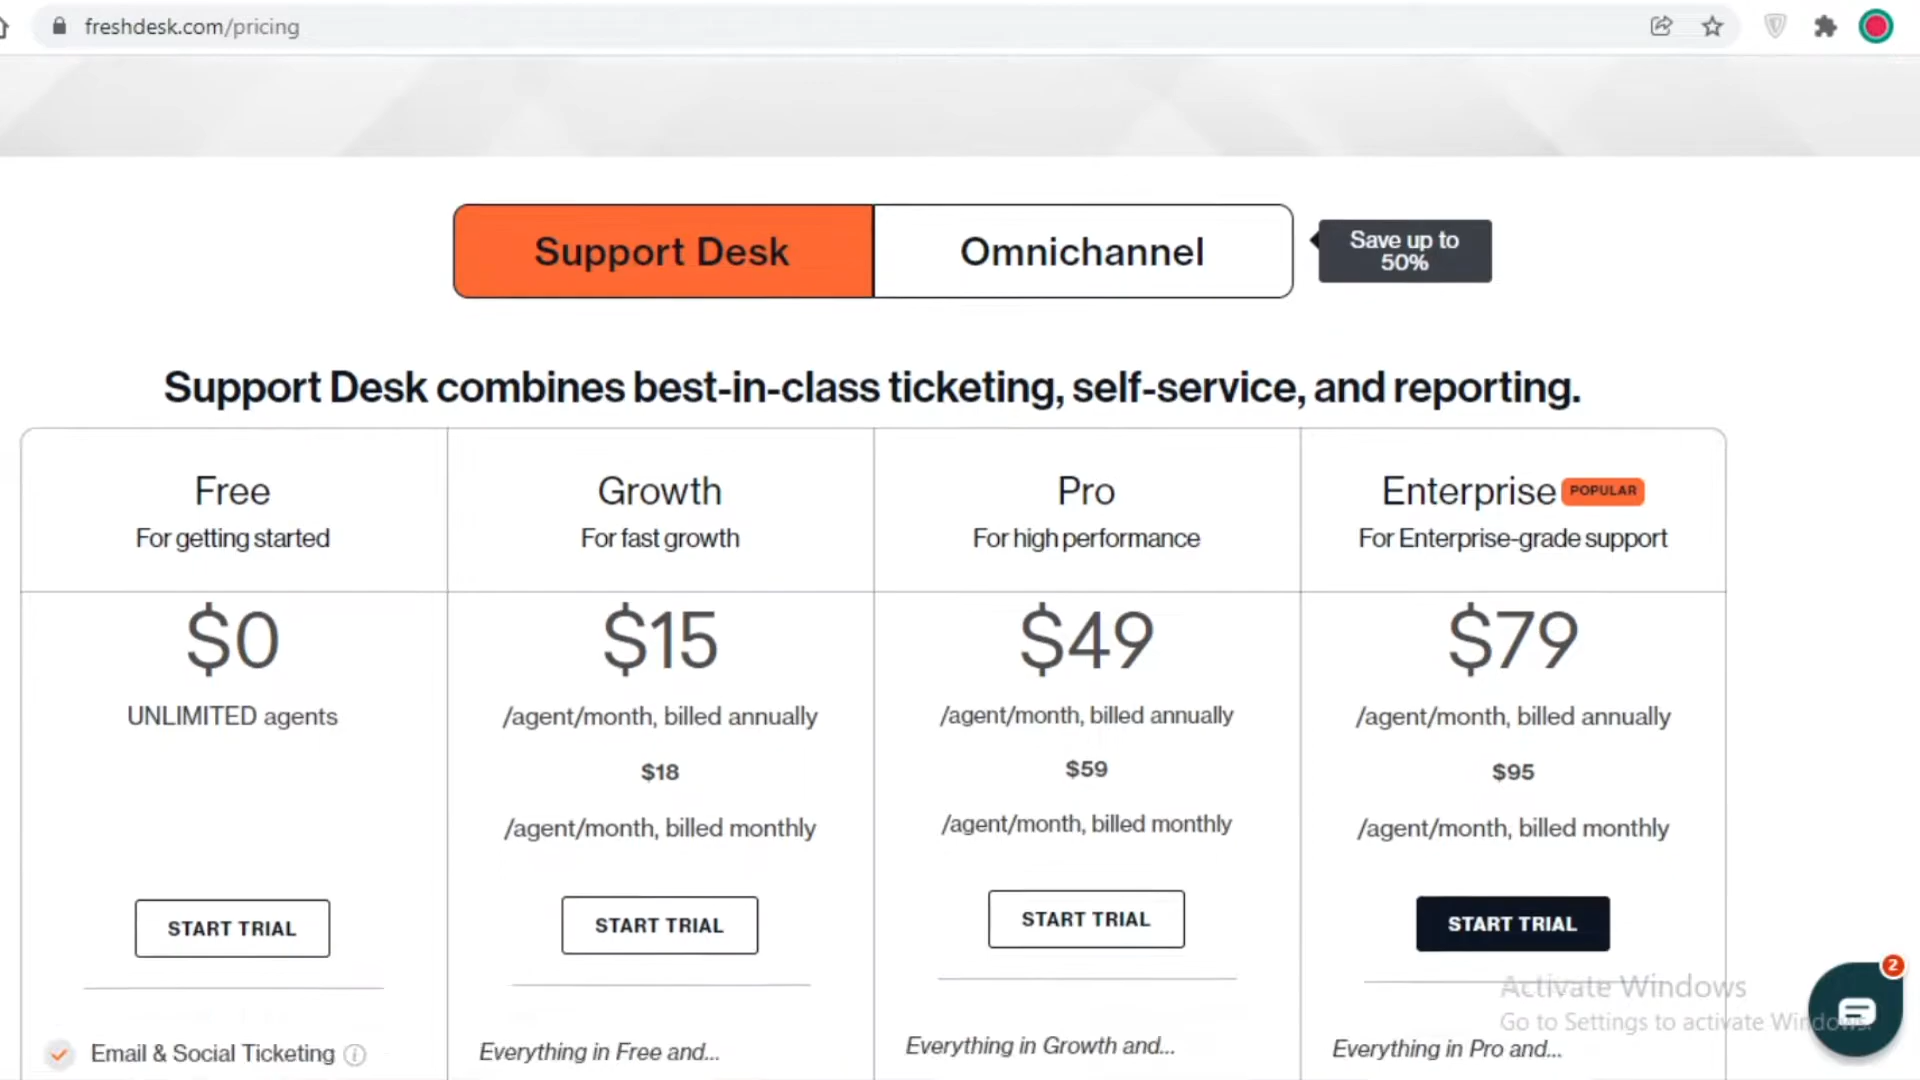 freshdesk.com/pricing
Support Desk
Omnichannel
Save up to
50%
Support Desk combines best-in-class ticketing, self-service, and reporting.
Free
For getting started
$0
UNLIMITED agents
START TRIAL
Email & Social Ticketing
Growth
For fast growth
$15
/agent/month, billed annually
$18
/agent/month, billed monthly
START TRIAL
Everything in Free and...
Pro
For high performance
$49
/agent/month, billed annually
$59
/agent/month, billed monthly
START TRIAL
Everything in Growth and...
Enterprise POPULAR
For Enterprise-grade support
$79
/agent/month, billed annually
$95
/agent/month, billed monthly
START TRIAL
Everything in Pro and...
Activate Windows
Go to Settings to activate Windows.
2